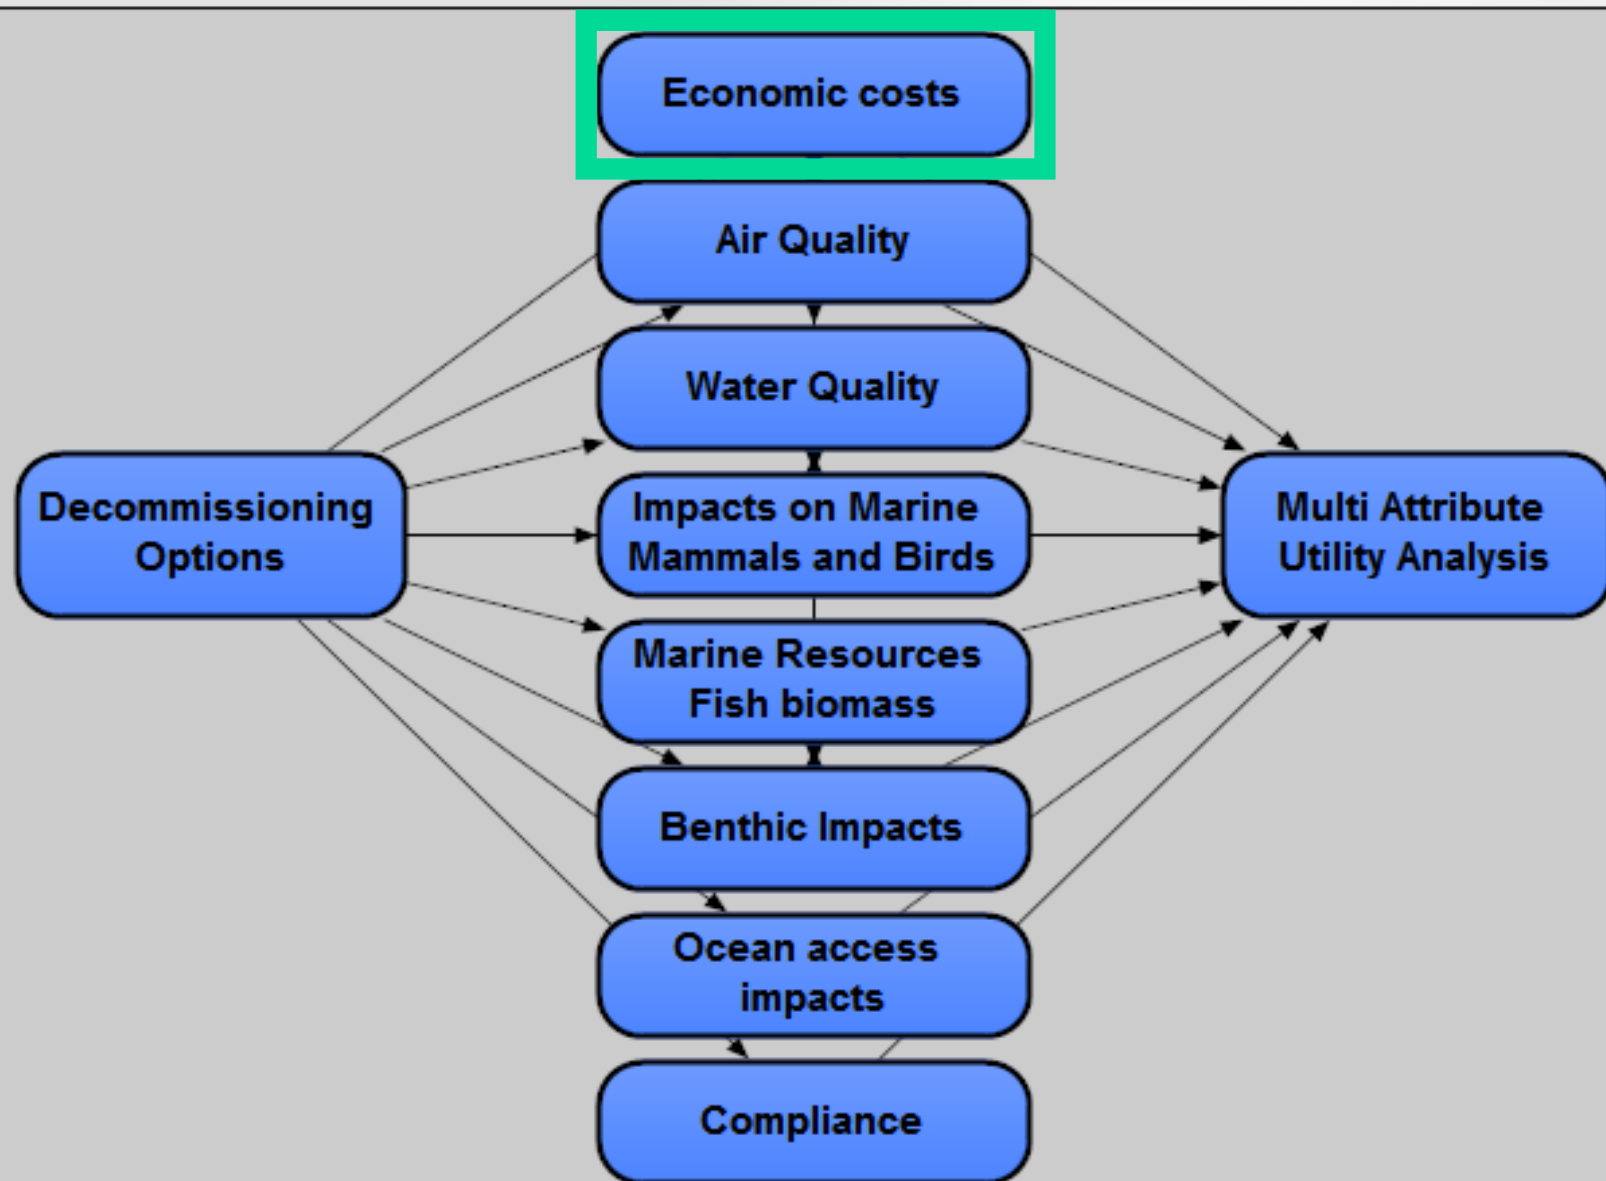 Economic costs
Air Quality
Water Quality
Decommissioning
Options
Impacts on Marine
Mammals and Birds
Multi Attribute
Utility Analysis
Marine Resources
Fish biomass
Benthic Impacts
Ocean access
impacts
Compliance